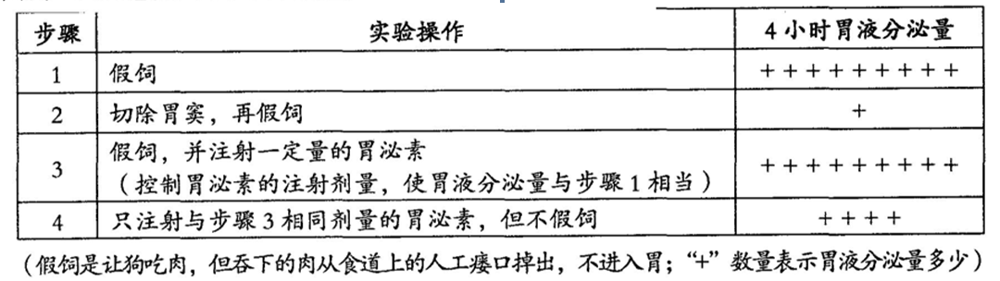 步骤 实验操作 4小时胃液分泌量
1 假饲 +++++++++
2 切除胃窦，再假饲 +
3 假饲，并注射一定量的胃泌素
（控制胃泌素的注射剂量，使胃液分泌量与步骤1相当） +++++++++
4 只注射与步骤3相同剂量的胃泌素，但不假饲 ++++
（假饲是让狗吃肉，但吞下的肉从食道上的人工瘘口掉出，不进入胃；“+”数量表示胃液分泌量多少）